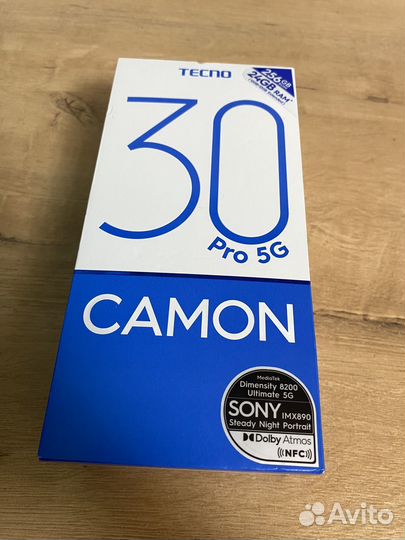 TECNO
256GB
24GB RAM*
30
Pro 5G
CAMON
MediaTek
Dimensity 8200
Ultimate 5G
SONY IMX890
Steady Night Portrait
Dolby Atmos
NFC
Avito